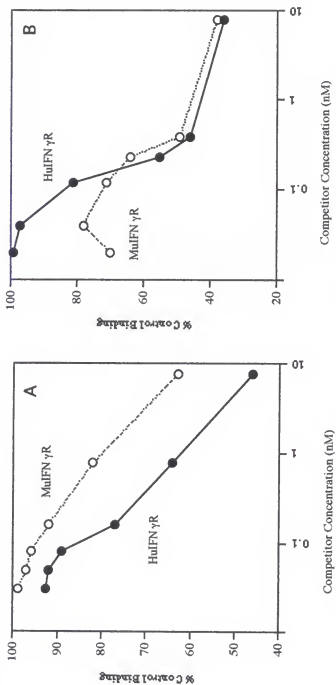 A
% Control Binding
100
90
80
70
60
50
40
MuIFN γR
HuIFN γR
0.1
1
10
Competitor Concentration (nM)
B
% Control Binding
100
80
60
40
20
HuIFN γR
MuIFN γR
0.1
1
10
Competitor Concentration (nM)